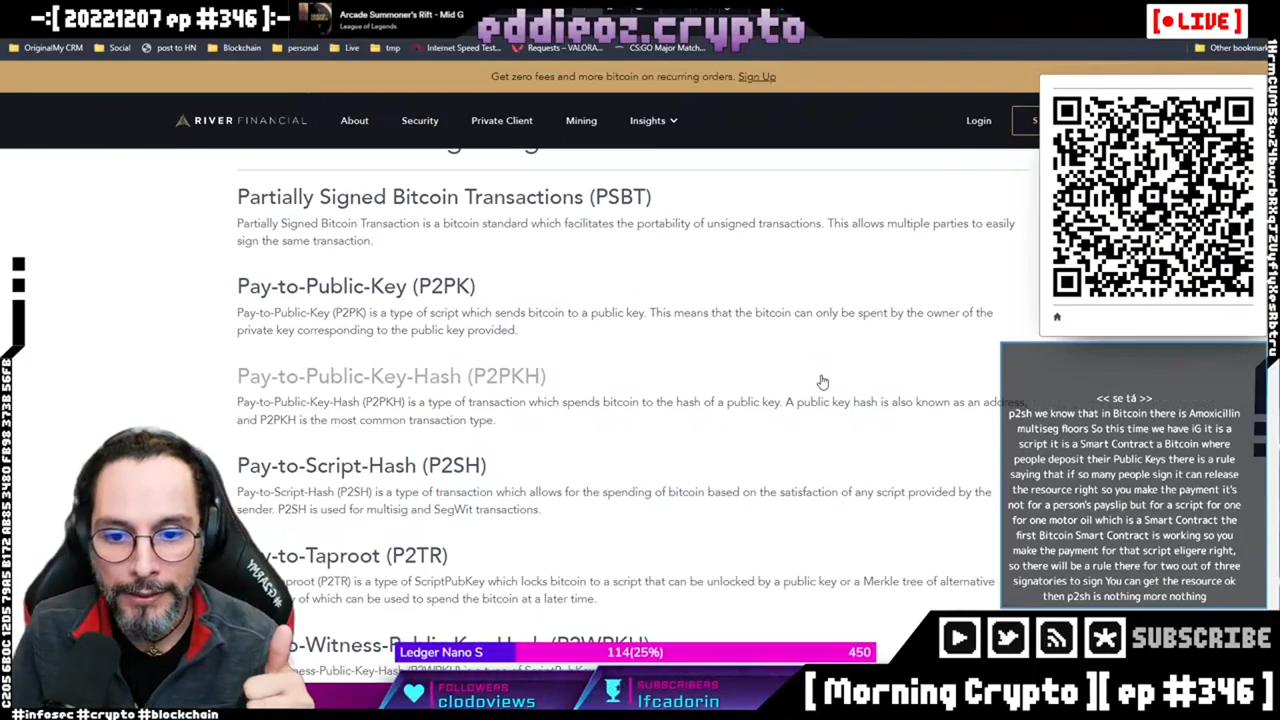 –:[ 20221207 ep #346 ]:–
Arcade Summoner's Rift - Mid G
League of Legends
eddieoz.crypto
[ LIVE ]
OriginalMy CRM
Social
post to HN
Blockchain
personal
Live
tmp
Internet Speed Test...
Requests – VALORA...
CS:GO Major Match...
Other bookmar
Get zero fees and more bitcoin on recurring orders. Sign Up
RIVER FINANCIAL
About
Security
Private Client
Mining
Insights
Login
Partially Signed Bitcoin Transactions (PSBT)
Partially Signed Bitcoin Transaction is a bitcoin standard which facilitates the portability of unsigned transactions. This allows multiple parties to easily
sign the same transaction.
Pay-to-Public-Key (P2PK)
Pay-to-Public-Key (P2PK) is a type of script which sends bitcoin to a public key. This means that the bitcoin can only be spent by the owner of the
private key corresponding to the public key provided.
Pay-to-Public-Key-Hash (P2PKH)
Pay-to-Public-Key-Hash (P2PKH) is a type of transaction which spends bitcoin to the hash of a public key. A public key hash is also known as an address,
and P2PKH is the most common transaction type.
Pay-to-Script-Hash (P2SH)
Pay-to-Script-Hash (P2SH) is a type of transaction which allows for the spending of bitcoin based on the satisfaction of any script provided by the
sender. P2SH is used for multisig and SegWit transactions.
y-to-Taproot (P2TR)
proot (P2TR) is a type of ScriptPubKey which locks bitcoin to a script that can be unlocked by a public key or a Merkle tree of alternative
of which can be used to spend the bitcoin at a later time.
<< se tá >>
p2sh we know that in Bitcoin there is Amoxicillin
multiseg floors So this time we have iG it is a
script it is a Smart Contract a Bitcoin where
people deposit their Public Keys there is a rule
saying that if so many people sign it can release
the resource right so you make the payment it's
not for a person's payslip but for a script for one
for one motor oil which is a Smart Contract the
first Bitcoin Smart Contract is working so you
make the payment for that script eligere right,
so there will be a rule there for two out of three
signatories to sign You can get the resource ok
then p2sh is nothing more nothing
Ledger Nano S
114(25%)
450
FOLLOWERS
clodoviews
SUBSCRIBERS
lfcadorin
SUBSCRIBE
[ Morning Crypto ][ ep #346 ]
#infosec #crypto #blockchain
C205 6B0C 12D5 79A5 B172 AB85 3480 FB98 373B 56FB